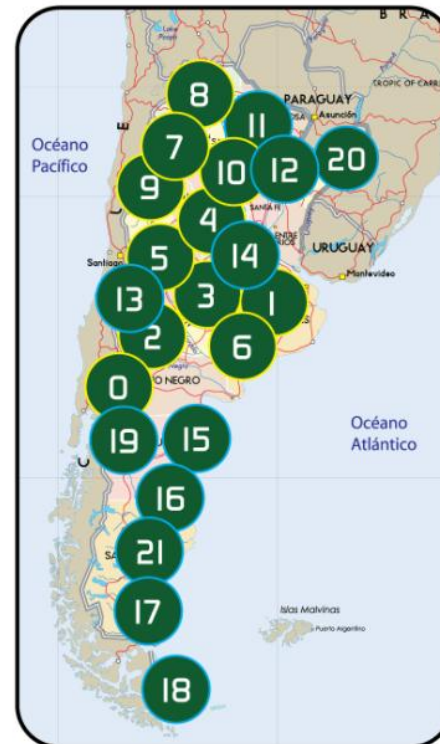 B R A
PARAGUAY
TROPIC OF CAPRI
Asunción
8
11
7
12
20
Océano
Pacífico
10
9
SANTA FE
4
ENTRE
RIOS
14
URUGUAY
Santiago
5
Montevideo
13
3
1
2
6
Negro
0
O NEGRO
19
15
Océano
Atlántico
16
21
17
Islas Malvinas
Puerto Argentino
18